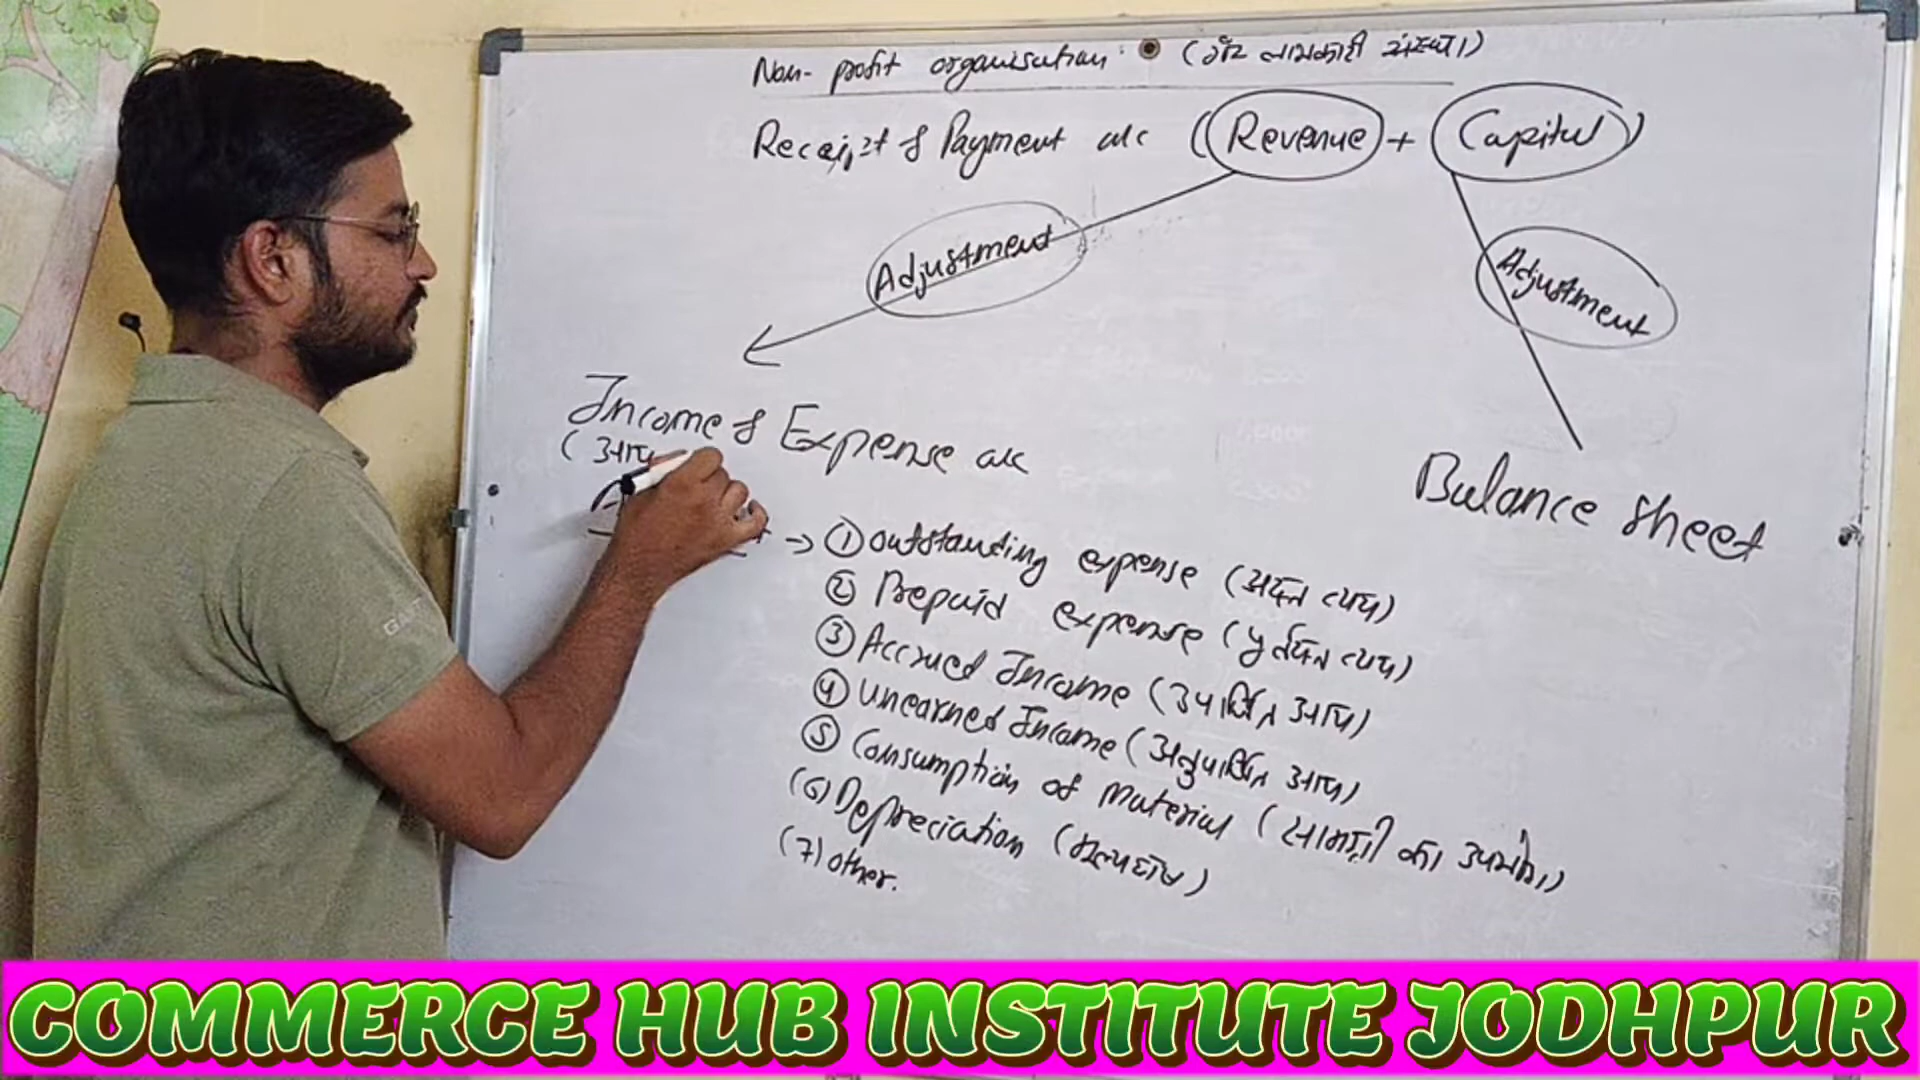 Non-profit organisation: (गैर लाभकारी संस्था)
Receipt & Payment a/c (Revenue + Capital)
Adjustment
Adjustment
Income & Expense a/c
(आय
Balance sheet
→ ① outstanding expense (अदत्त व्यय)
② Prepaid expense (पूर्वदत्त व्यय)
③ Accrued Income (उपार्जित आय)
④ unearned Income (अनुपार्जित आय)
⑤ Consumption of Material (सामग्री का उपभोग)
(6) Depreciation (मूल्यह्रास)
(7) other.
COMMERCE HUB INSTITUTE JODHPUR